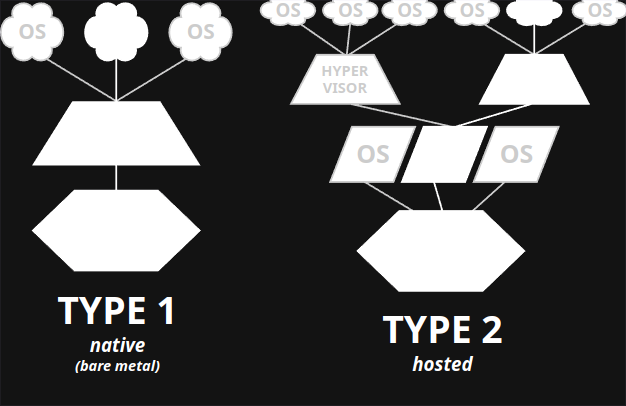 OS
OS
OS
OS
OS
OS
OS
HYPER
VISOR
OS
OS
TYPE 1
native
(bare metal)
TYPE 2
hosted